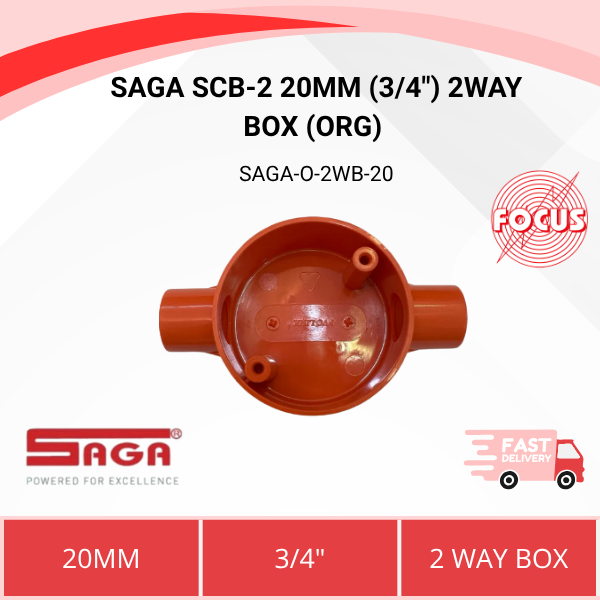 SAGA SCB-2 20MM (3/4") 2WAY
BOX (ORG)
SAGA-O-2WB-20
FOCUS
SAGA®
POWERED FOR EXCELLENCE
FAST
DELIVERY
20MM
3/4"
2 WAY BOX